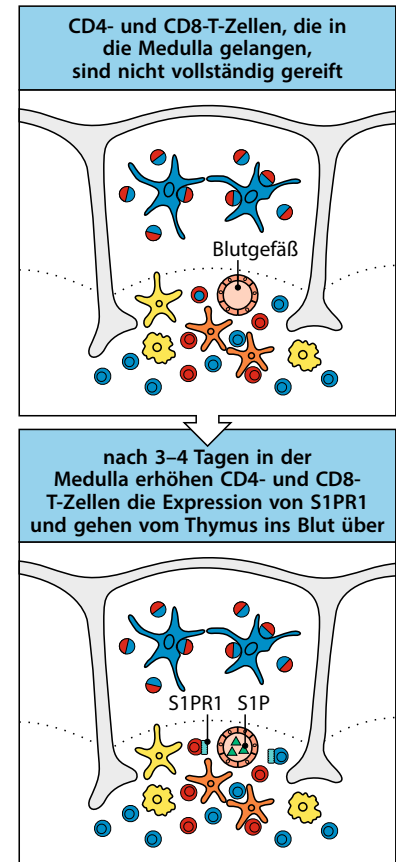 CD4- und CD8-T-Zellen, die in
die Medulla gelangen,
sind nicht vollständig gereift
Blutgefäß
nach 3–4 Tagen in der
Medulla erhöhen CD4- und CD8-
T-Zellen die Expression von S1PR1
und gehen vom Thymus ins Blut über
S1PR1 S1P